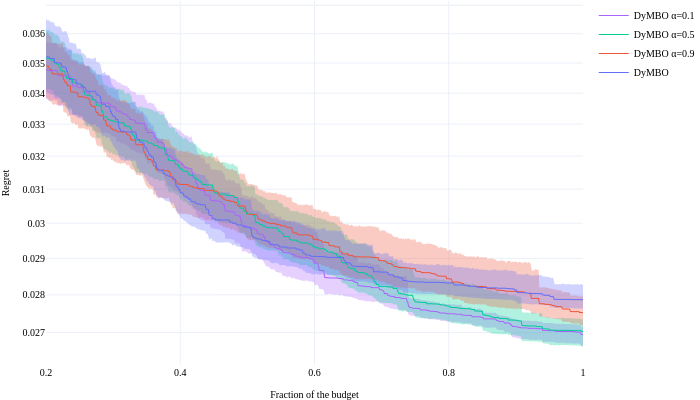 0.036
0.035
0.034
0.033
0.032
0.031
0.03
0.029
0.028
0.027
Regret
0.2
0.4
0.6
0.8
1
Fraction of the budget
DyMBO α=0.1
DyMBO α=0.5
DyMBO α=0.9
DyMBO